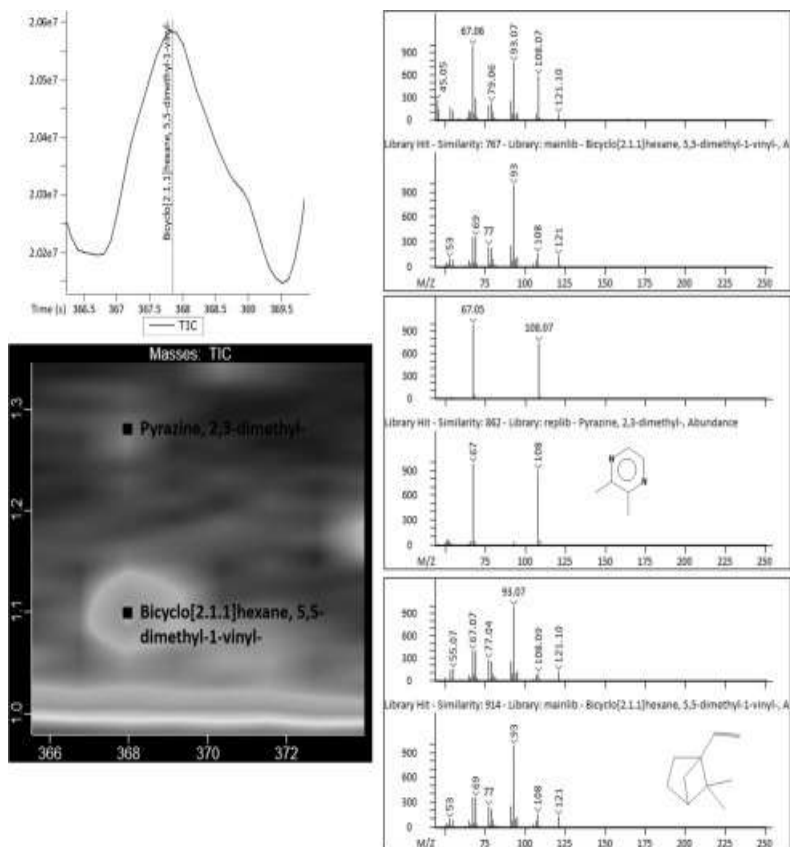 2.06e7
2.05e7
2.04e7
2.03e7
2.02e7
Bicyclo[2.1.1]hexane, 5,5-dimethyl-1-vinyl-
Time (s) 366.5 367 367.5 368 368.5 369 369.5
TIC
Masses: TIC
1.3
1.2
1.1
1.0
Pyrazine, 2,3-dimethyl-
Bicyclo[2.1.1]hexane, 5,5-
dimethyl-1-vinyl-
366 368 370 372
900
600
300
0
45.05 67.06 79.06 93.07 108.07 121.10
Library Hit - Similarity: 767 - Library: mainlib - Bicyclo[2.1.1]hexane, 5,5-dimethyl-1-vinyl-, A
900
600
300
0
53 69 77 93 108 121
M/Z 75 100 125 150 175 200 225 250
900
600
300
0
67.05 108.07
Library Hit - Similarity: 862 - Library: replib - Pyrazine, 2,3-dimethyl-, Abundance
900
600
300
0
67 108
N
N
M/Z 75 100 125 150 175 200 225 250
900
600
300
0
55.07 67.07 77.04 93.07 108.09 121.10
Library Hit - Similarity: 914 - Library: mainlib - Bicyclo[2.1.1]hexane, 5,5-dimethyl-1-vinyl-, A
900
600
300
0
53 69 77 93 108 121
M/Z 75 100 125 150 175 200 225 250